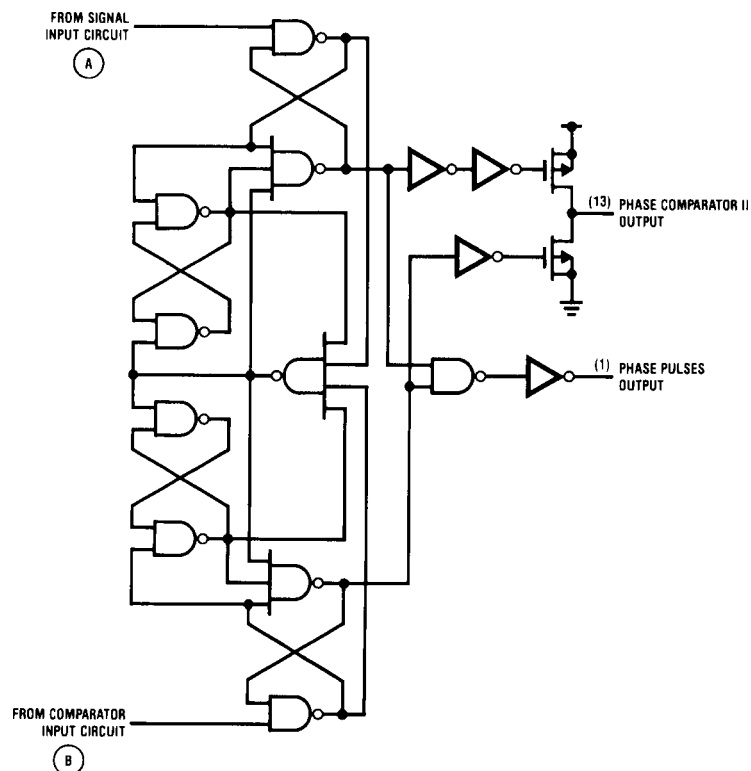 FROM SIGNAL
INPUT CIRCUIT
A
(13) PHASE COMPARATOR II
OUTPUT
(1) PHASE PULSES
OUTPUT
FROM COMPARATOR
INPUT CIRCUIT
B